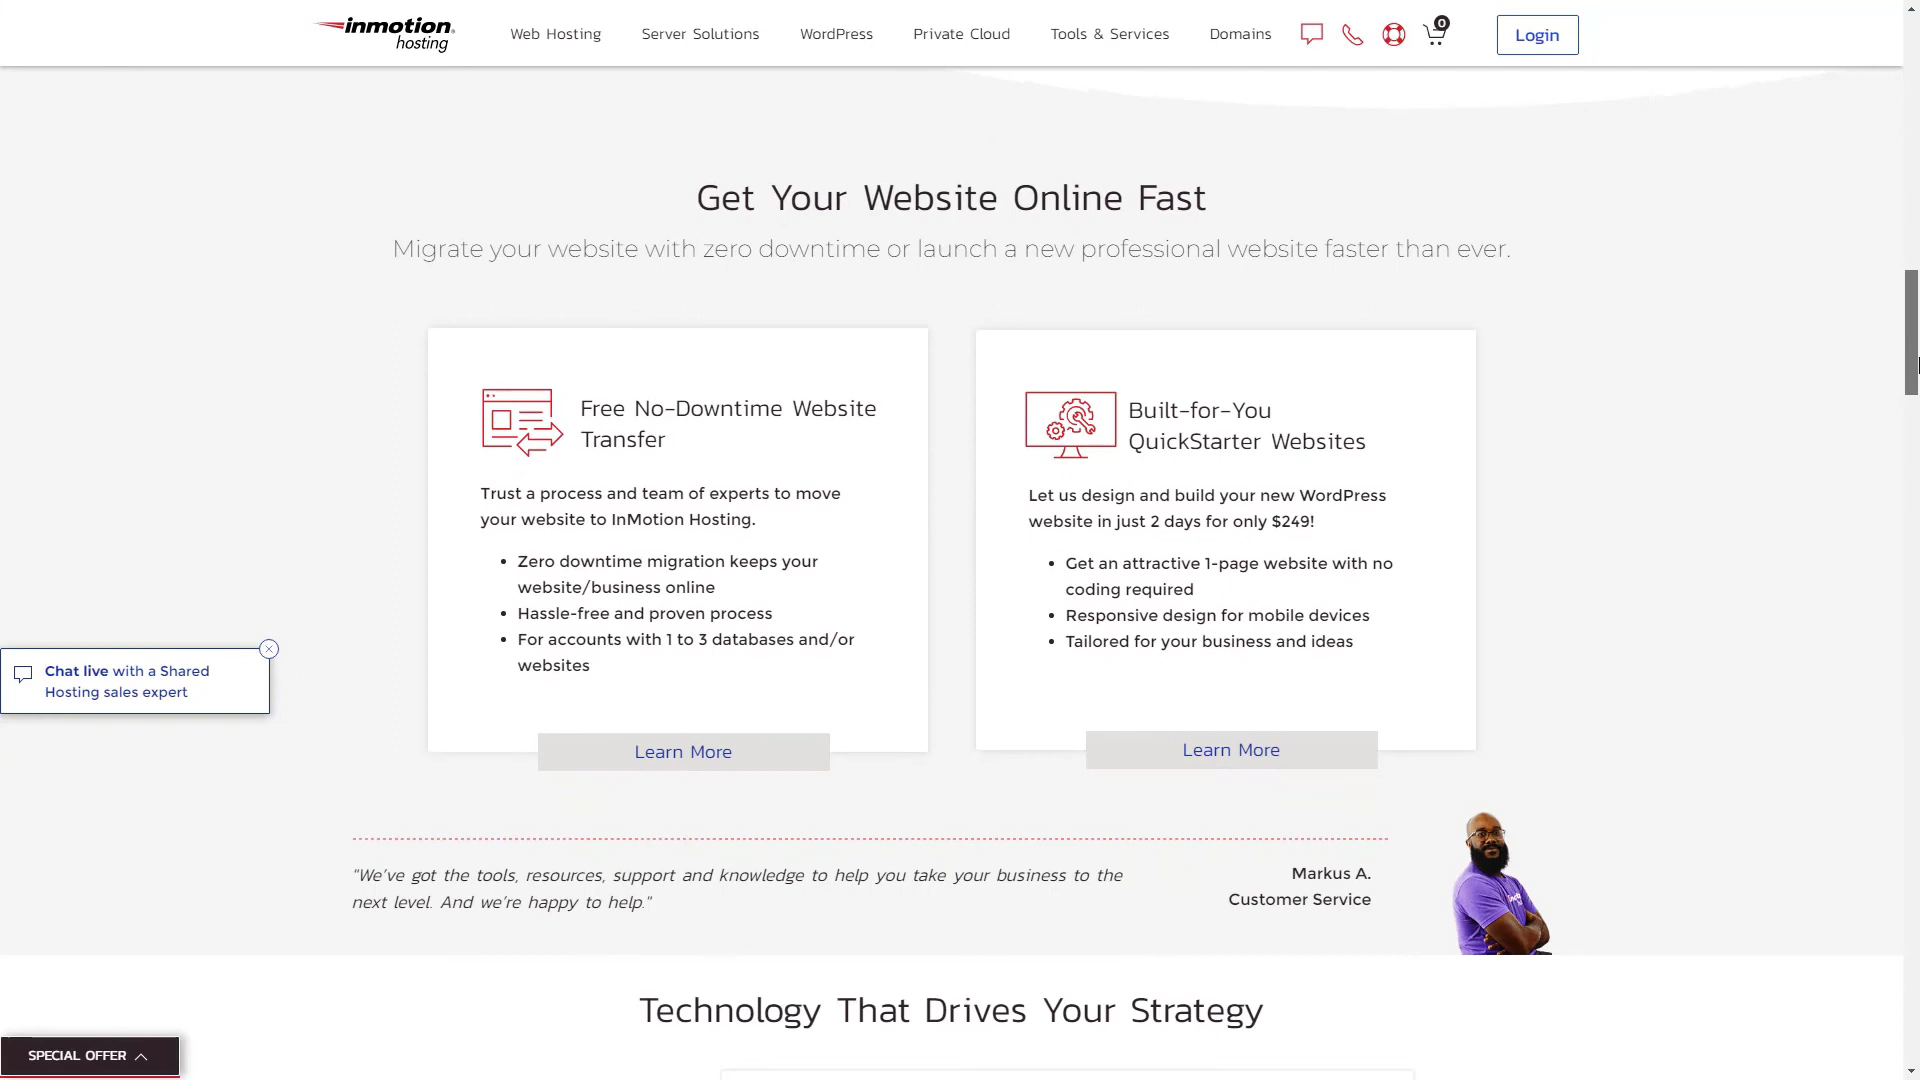 inmotion
hosting
Web Hosting
Server Solutions
WordPress
Private Cloud
Tools & Services
Domains
0
Login
Get Your Website Online Fast
Migrate your website with zero downtime or launch a new professional website faster than ever.
Free No-Downtime Website
Transfer
Trust a process and team of experts to move
your website to InMotion Hosting.
• Zero downtime migration keeps your
website/business online
• Hassle-free and proven process
• For accounts with 1 to 3 databases and/or
websites
Learn More
Built-for-You
QuickStarter Websites
Let us design and build your new WordPress
website in just 2 days for only $249!
• Get an attractive 1-page website with no
coding required
• Responsive design for mobile devices
• Tailored for your business and ideas
Learn More
Chat live with a Shared
Hosting sales expert
"We've got the tools, resources, support and knowledge to help you take your business to the
next level. And we're happy to help."
Markus A.
Customer Service
Technology That Drives Your Strategy
SPECIAL OFFER